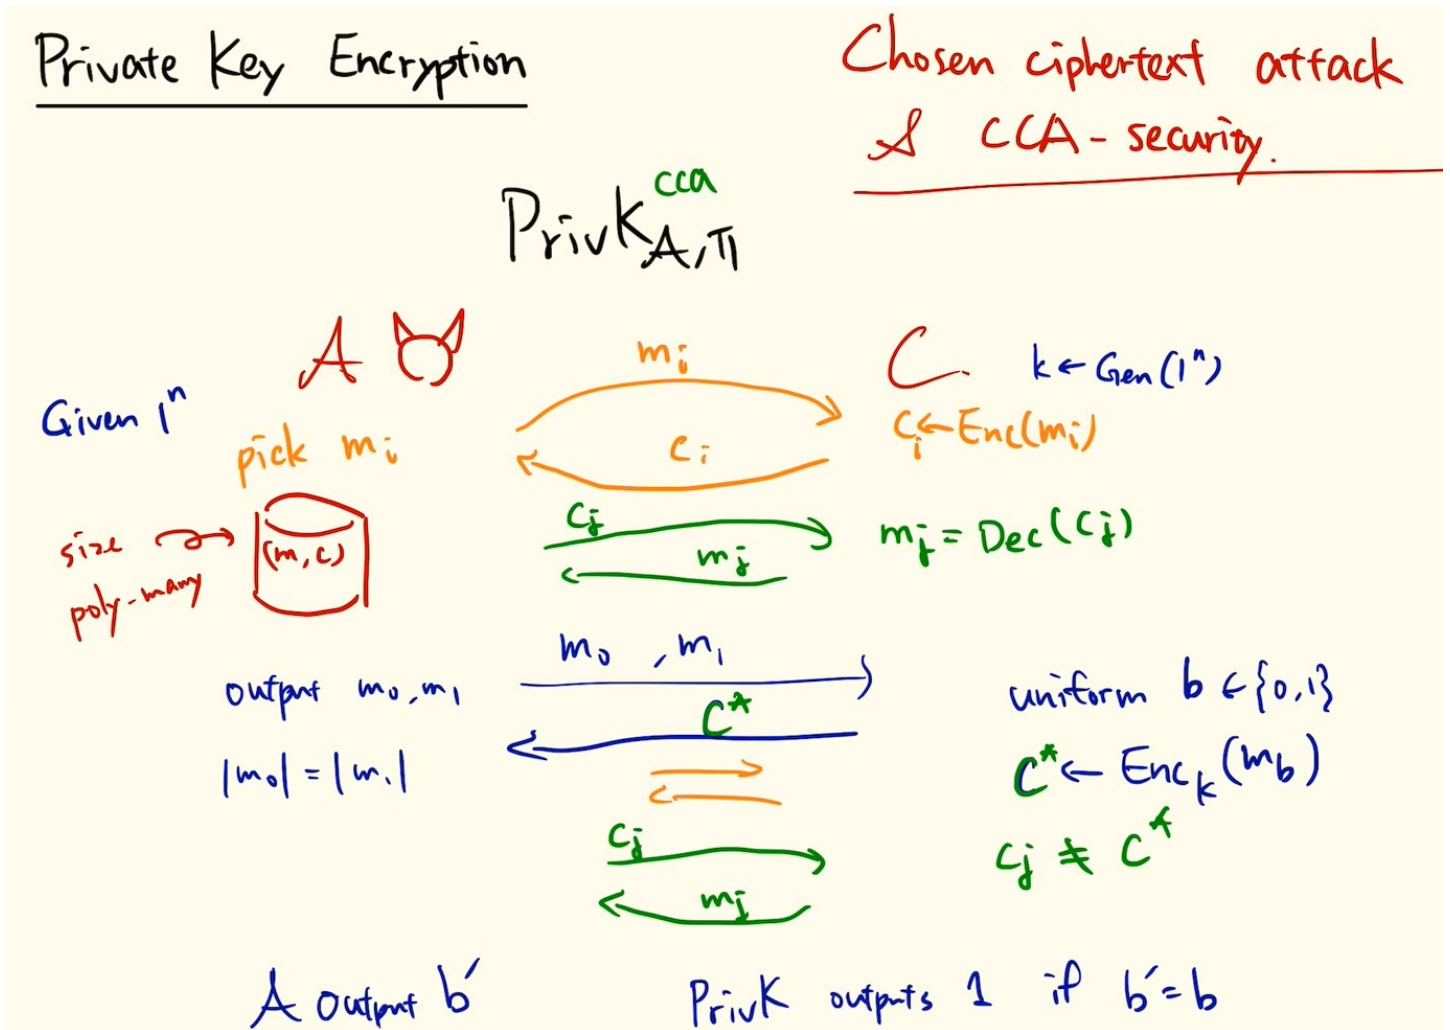 Private Key Encryption
Chosen ciphertext attack
& CCA-security.
PrivK^{cca}_{A,Π}
A
C.
k ← Gen(1^n)
Given 1^n
pick m_i
m_i
c_i
c_i ← Enc(m_i)
size
poly-many
(m, c)
c_j
m_j
m_j = Dec(c_j)
output m_0, m_1
|m_0| = |m_1|
m_0, m_1
C*
uniform b ∈ {0,1}
C* ← Enc_k(m_b)
c_j
m_j
c_j ≠ C*
A output b′
PrivK outputs 1 if b′=b